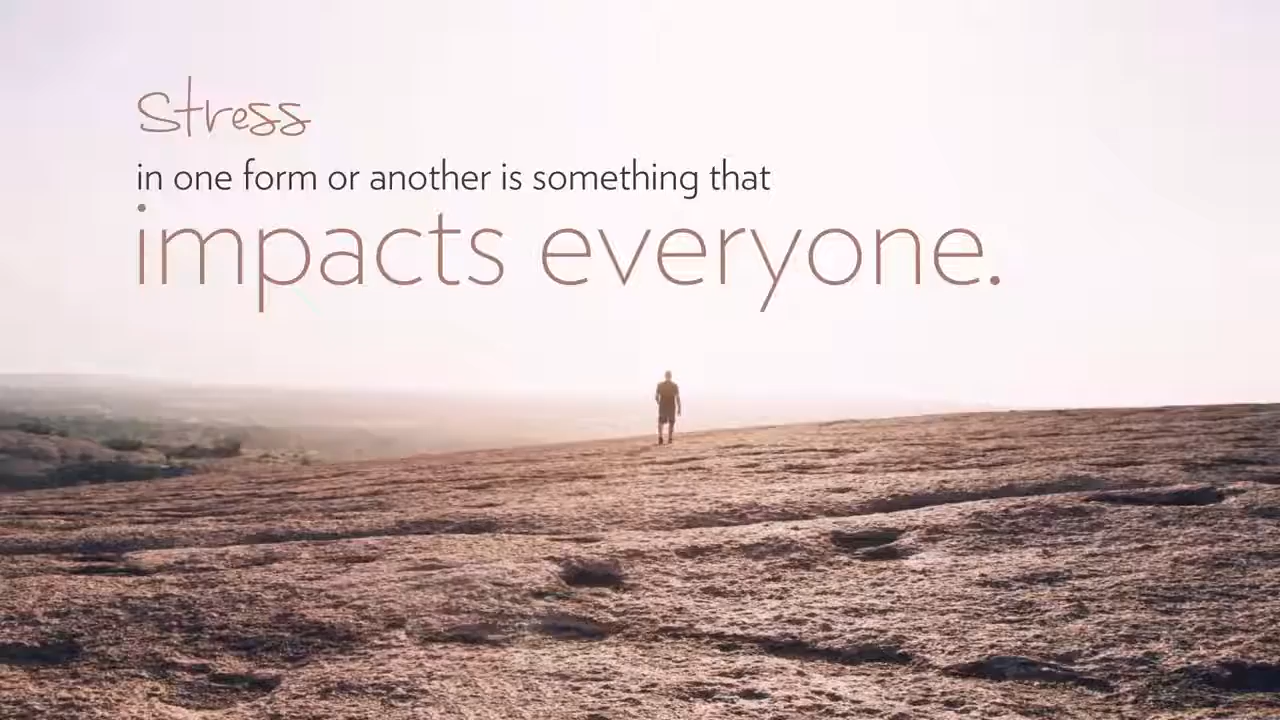 Stress
in one form or another is something that
impacts everyone.